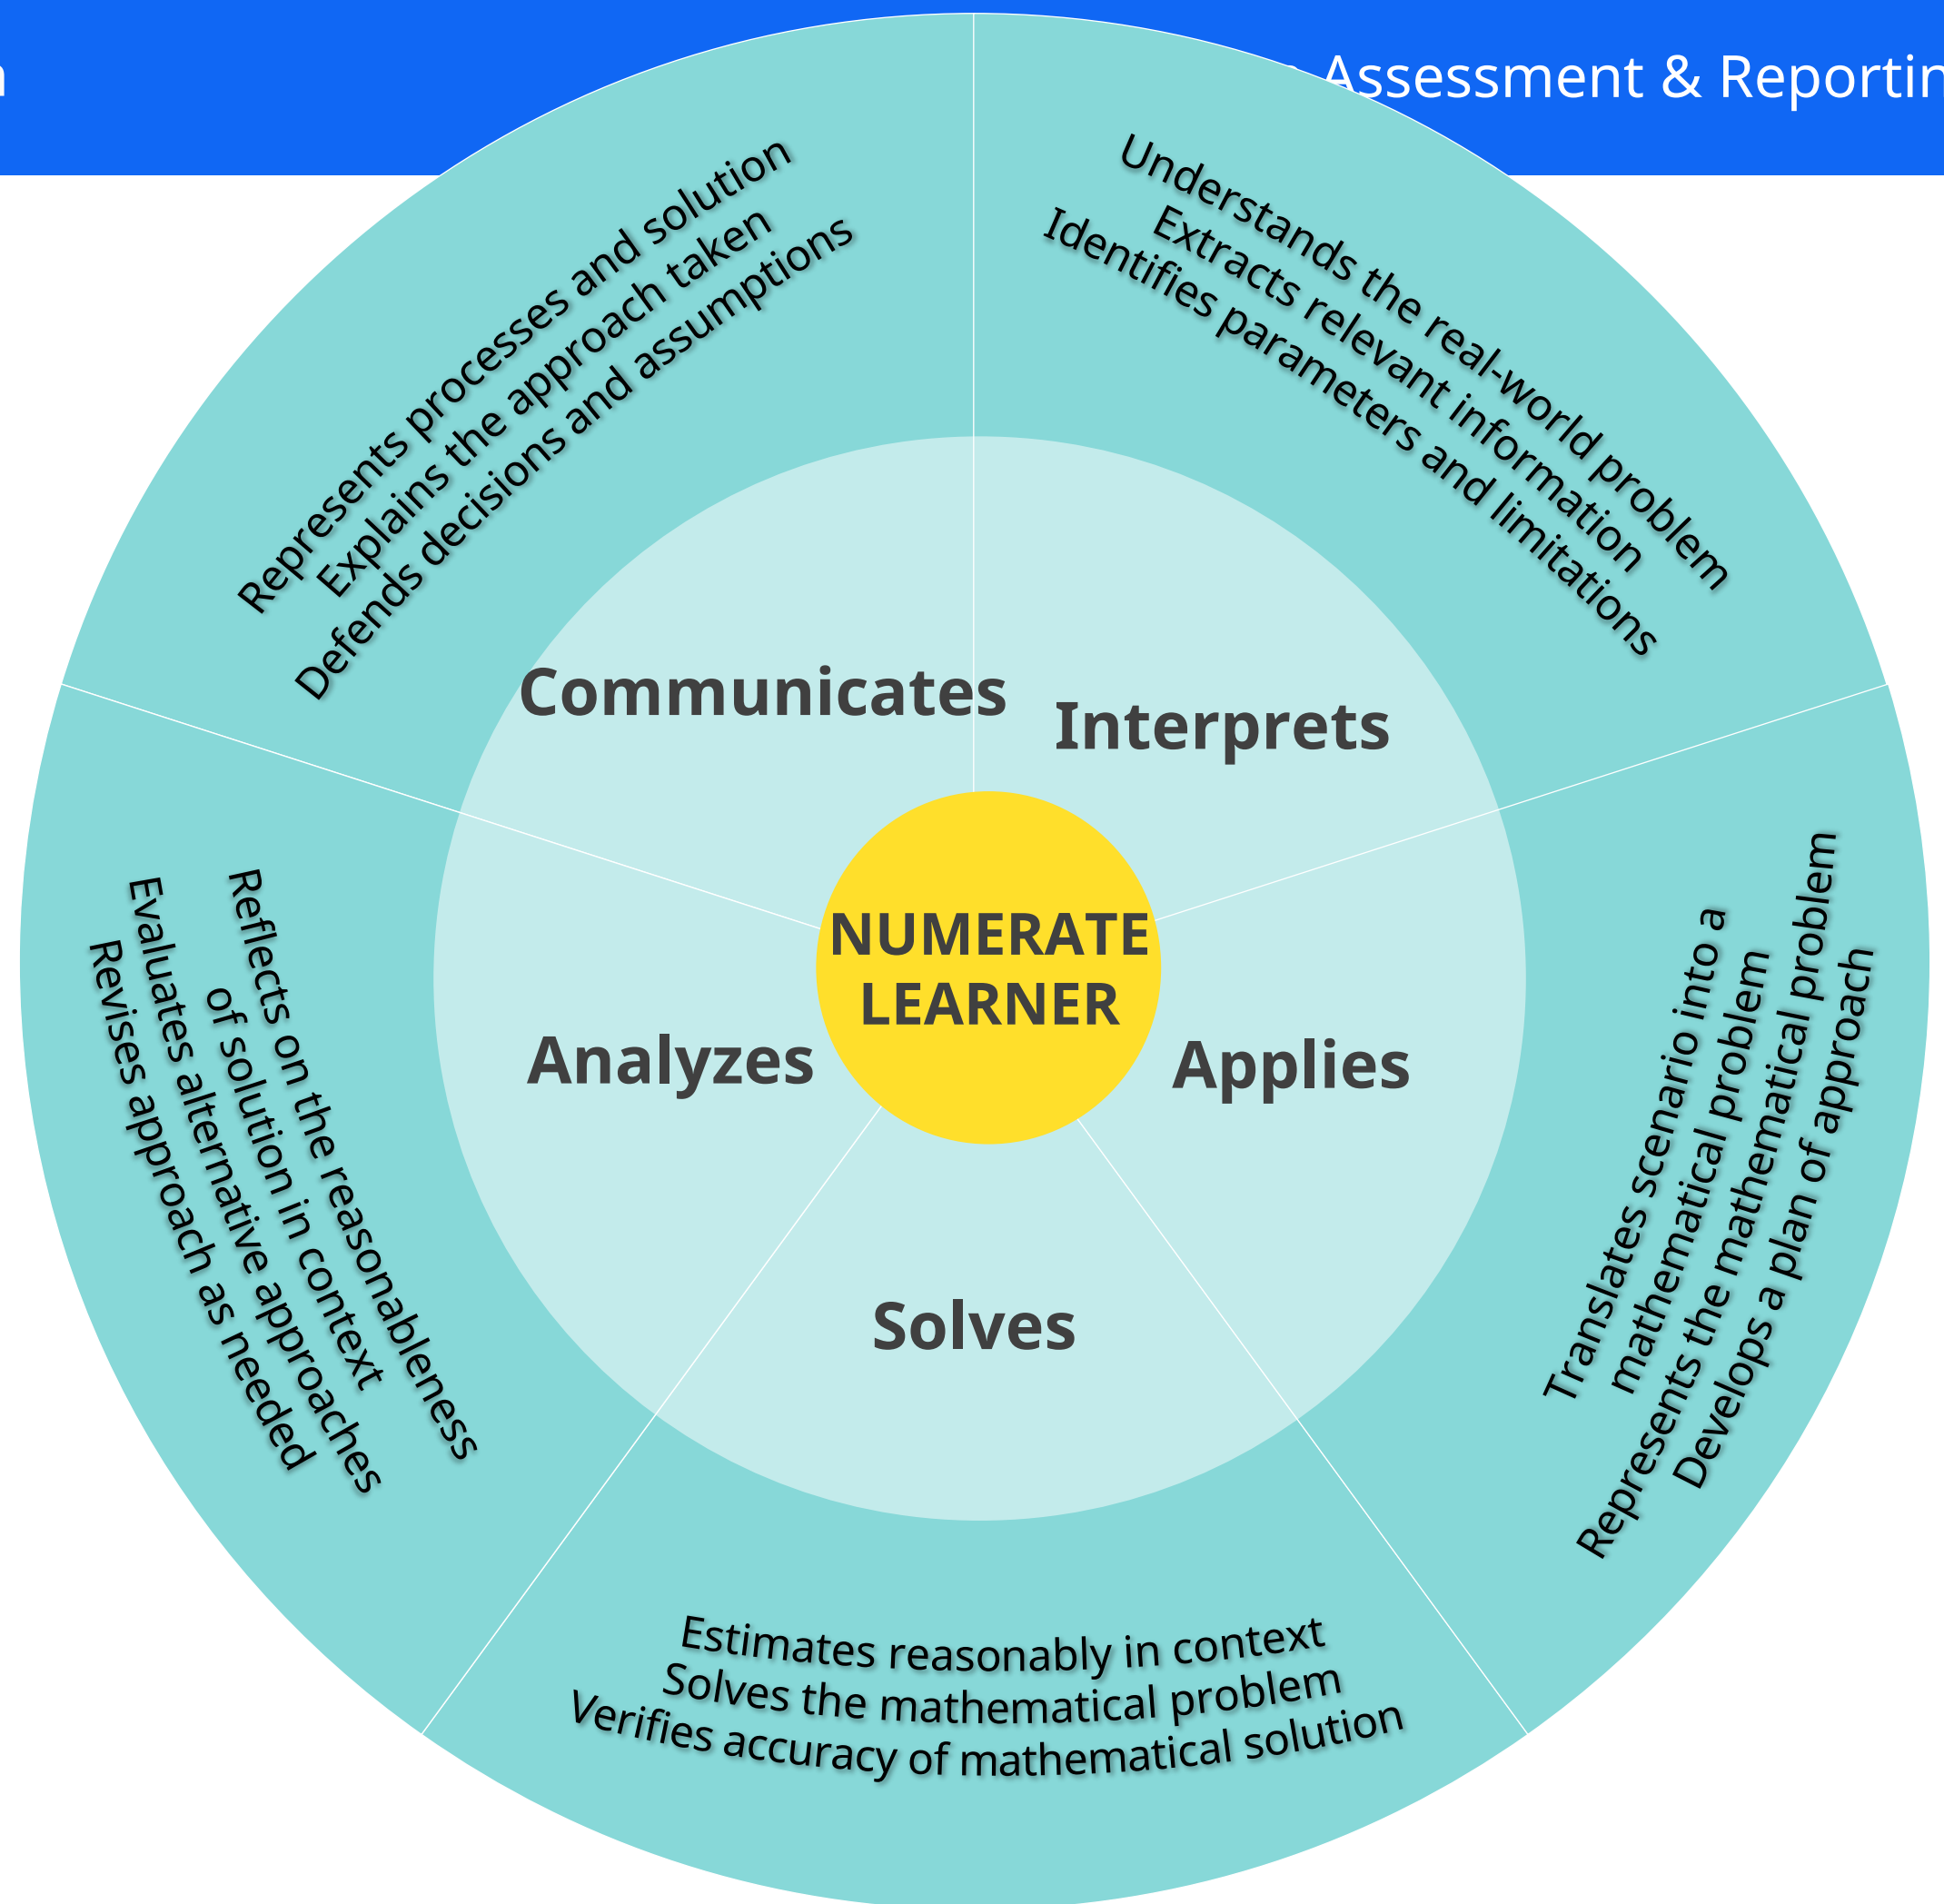 Assessment & Reportin
Understands the real-world problem
Extracts relevant information
Identifies parameters and limitations
Interprets
Translates scenario into a
mathematical problem
Represents the mathematical problem
Develops a plan of approach
Applies
Estimates reasonably in context
Solves the mathematical problem
Verifies accuracy of mathematical solution
Solves
Reflects on the reasonableness
of solution in context
Evaluates alternative approaches
Revises approach as needed
Analyzes
Represents processes and solution
Explains the approach taken
Defends decisions and assumptions
Communicates
NUMERATE
LEARNER